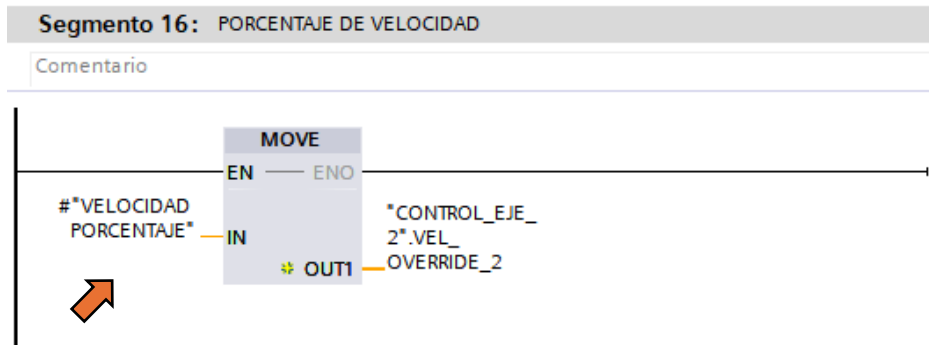 Segmento 16: PORCENTAJE DE VELOCIDAD
Comentario
MOVE
EN ENO
#"VELOCIDAD
PORCENTAJE"
IN
OUT1
"CONTROL_EJE_
2".VEL_
OVERRIDE_2